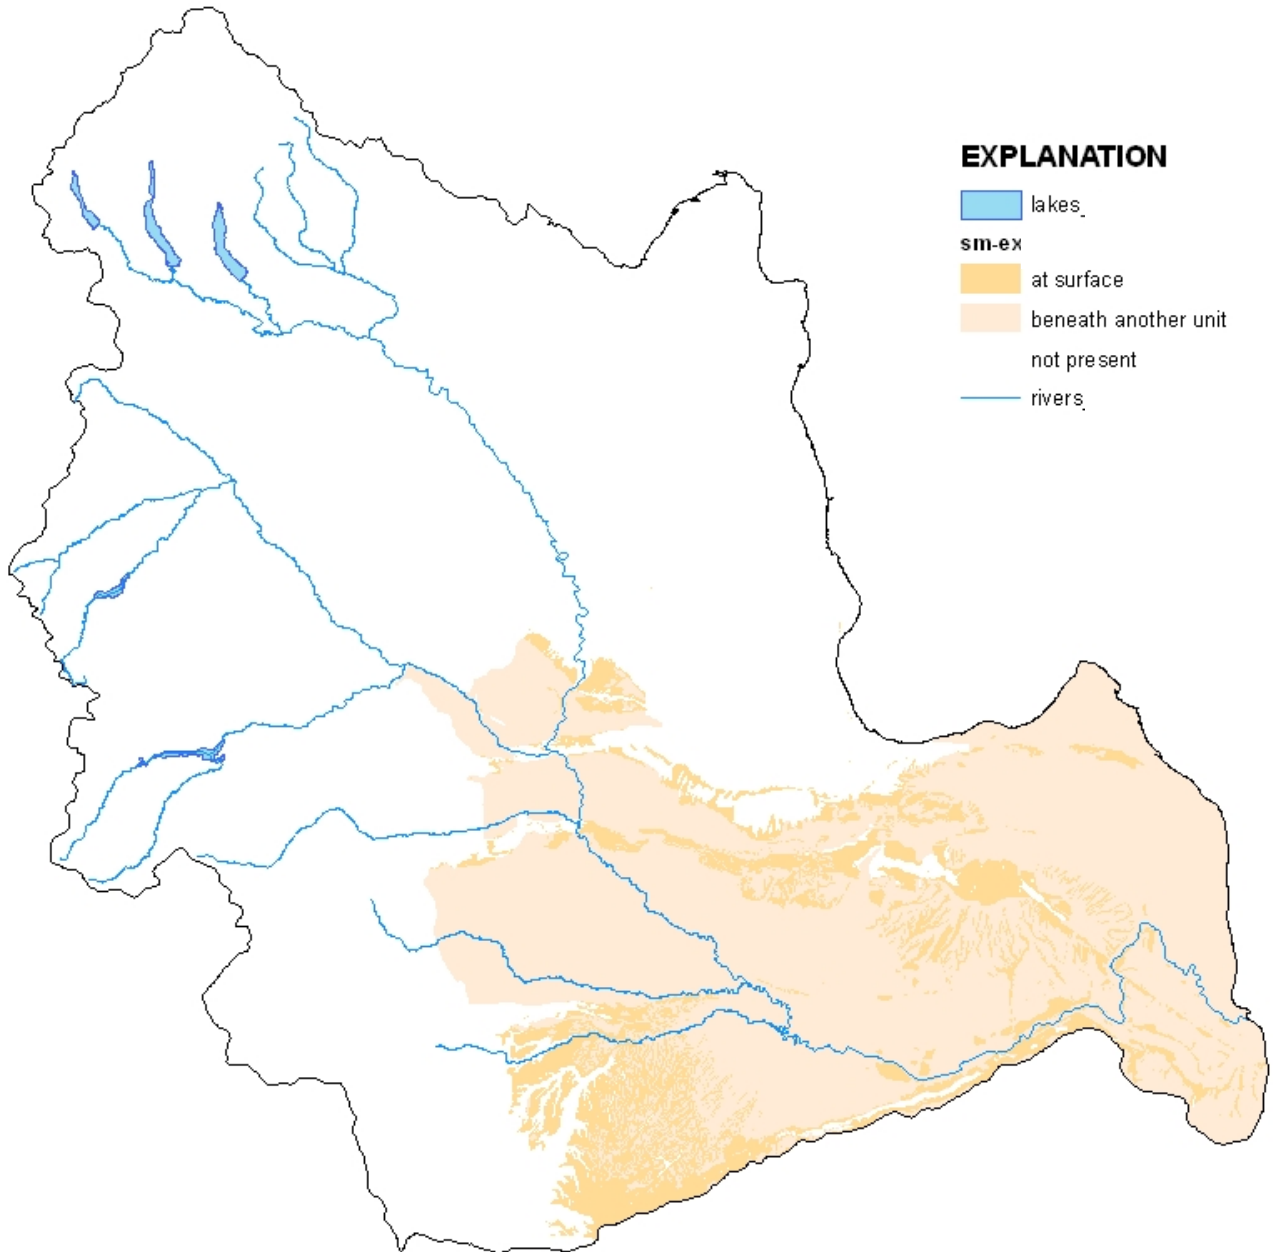 EXPLANATION
lakes
sm-ex
at surface
beneath another unit
not present
rivers